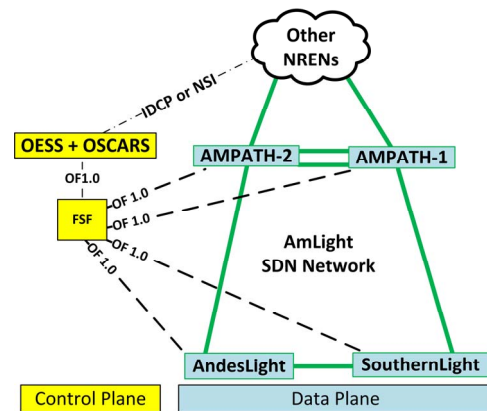 Other
NRENs
IDCP or NSI
OESS + OSCARS
AMPATH-2
AMPATH-1
OF1.0
FSF
OF 1.0
OF 1.0
OF 1.0
OF 1.0
AmLight
SDN Network
AndesLight
SouthernLight
Control Plane
Data Plane